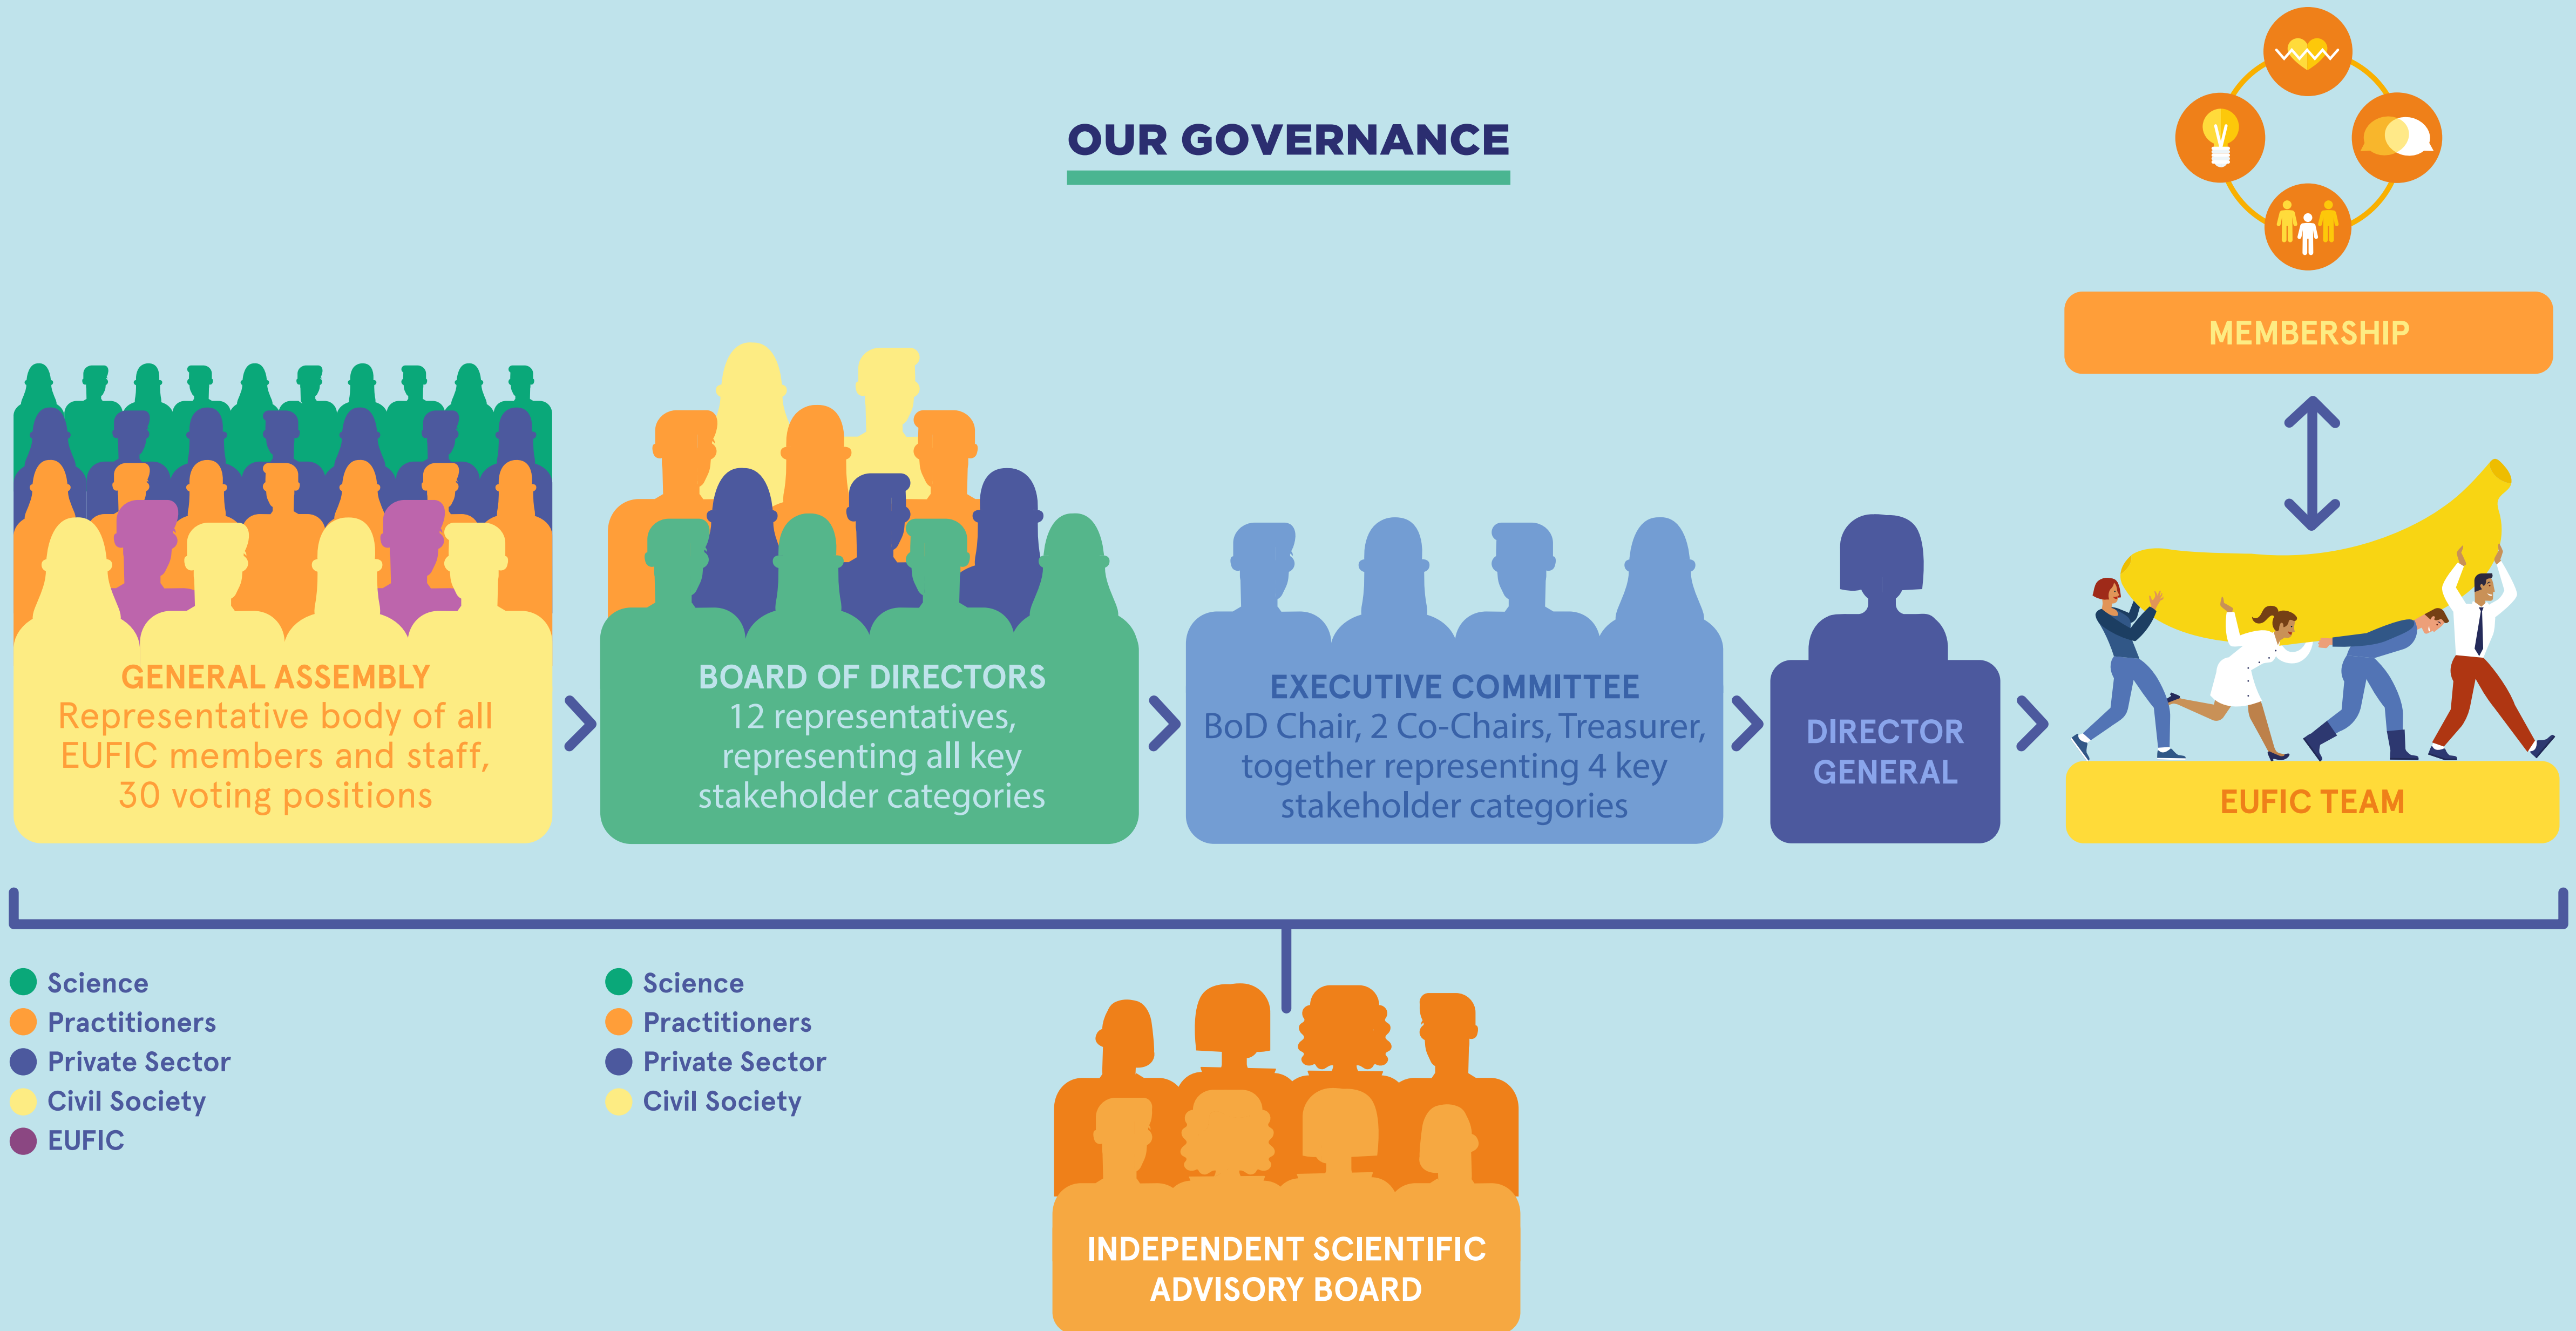 OUR GOVERNANCE
MEMBERSHIP
GENERAL ASSEMBLY
Representative body of all
EUFIC members and staff,
30 voting positions
BOARD OF DIRECTORS
12 representatives,
representing all key
stakeholder categories
EXECUTIVE COMMITTEE
BoD Chair, 2 Co-Chairs, Treasurer,
together representing 4 key
stakeholder categories
DIRECTOR
GENERAL
EUFIC TEAM
Science
Practitioners
Private Sector
Civil Society
EUFIC
Science
Practitioners
Private Sector
Civil Society
INDEPENDENT SCIENTIFIC
ADVISORY BOARD